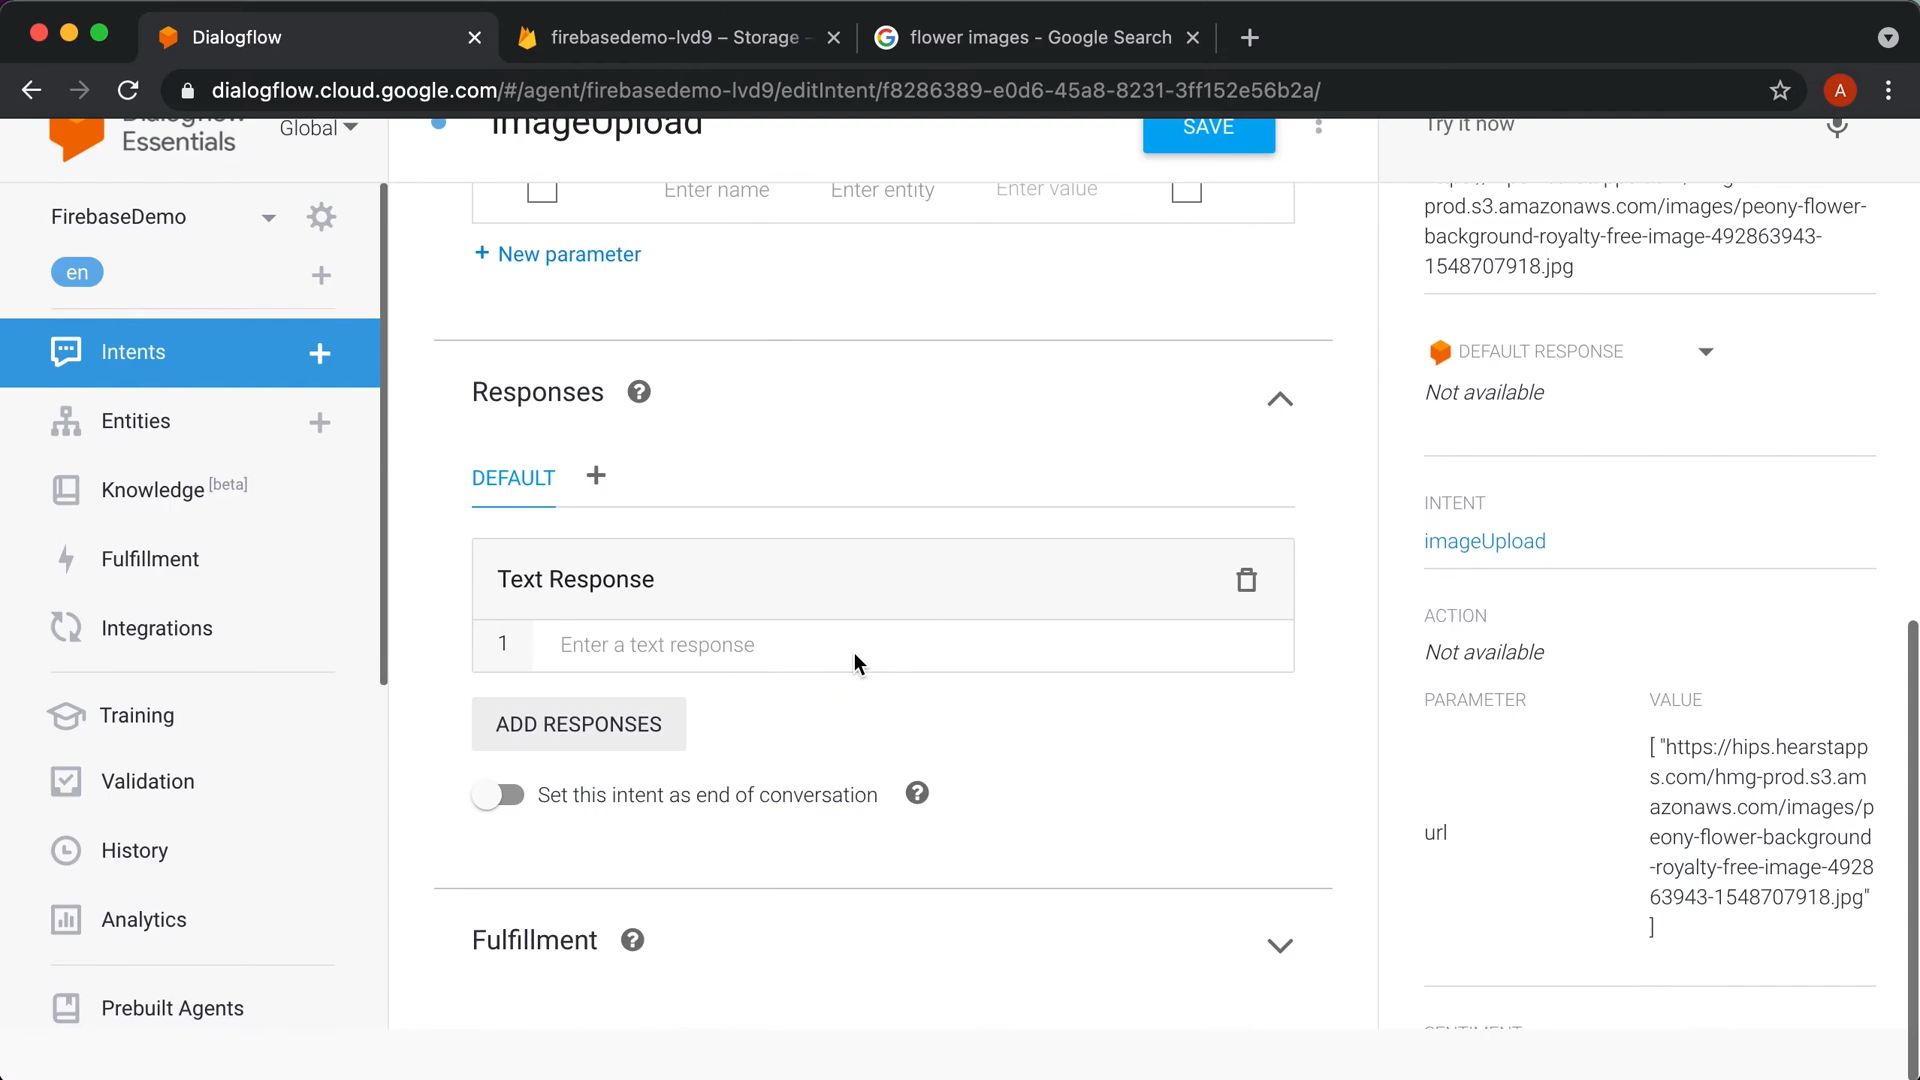 Dialogflow
firebasedemo-lvd9 – Storage -
flower images - Google Search
dialogflow.cloud.google.com/#/agent/firebasedemo-lvd9/editIntent/f8286389-e0d6-45a8-8231-3ff152e56b2a/
A
Dialogflow
Essentials
Global
imageUpload
SAVE
Try it now
FirebaseDemo
en
Intents
Entities
Knowledge [beta]
Fulfillment
Integrations
Training
Validation
History
Analytics
Prebuilt Agents
Enter name
Enter entity
Enter value
+ New parameter
Responses
DEFAULT
Text Response
1
Enter a text response
ADD RESPONSES
Set this intent as end of conversation
Fulfillment
prod.s3.amazonaws.com/images/peony-flower-
background-royalty-free-image-492863943-
1548707918.jpg
DEFAULT RESPONSE
Not available
INTENT
imageUpload
ACTION
Not available
PARAMETER
VALUE
url
[ "https://hips.hearstapp
s.com/hmg-prod.s3.am
azonaws.com/images/p
eony-flower-background
-royalty-free-image-4928
63943-1548707918.jpg"
]